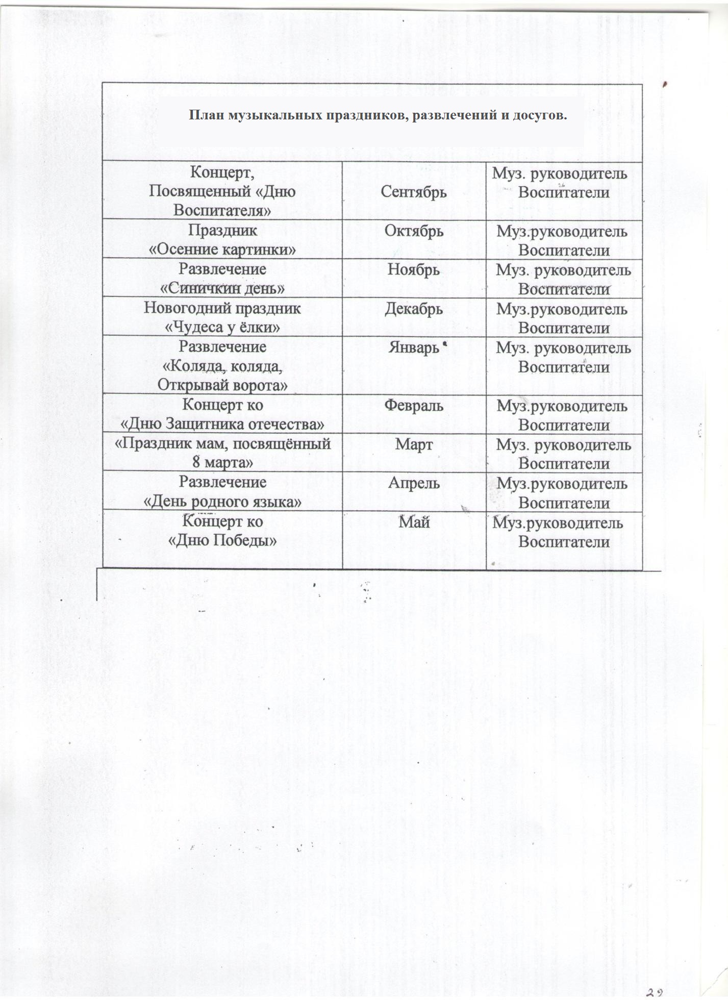 План музыкальных праздников, развлечений и досугов.
Концерт,
Посвященный «Дню
Воспитателя»
Сентябрь
Муз. руководитель
Воспитатели
Праздник
«Осенние картинки»
Октябрь
Муз.руководитель
Воспитатели
Развлечение
«Синичкин день»
Ноябрь
Муз. руководитель
Воспитатели
Новогодний праздник
«Чудеса у ёлки»
Декабрь
Муз.руководитель
Воспитатели
Развлечение
«Коляда, коляда,
Открывай ворота»
Январь
Муз. руководитель
Воспитатели
Концерт ко
«Дню Защитника отечества»
Февраль
Муз.руководитель
Воспитатели
«Праздник мам, посвящённый
8 марта»
Март
Муз. руководитель
Воспитатели
Развлечение
«День родного языка»
Апрель
Муз.руководитель
Воспитатели
Концерт ко
«Дню Победы»
Май
Муз.руководитель
Воспитатели